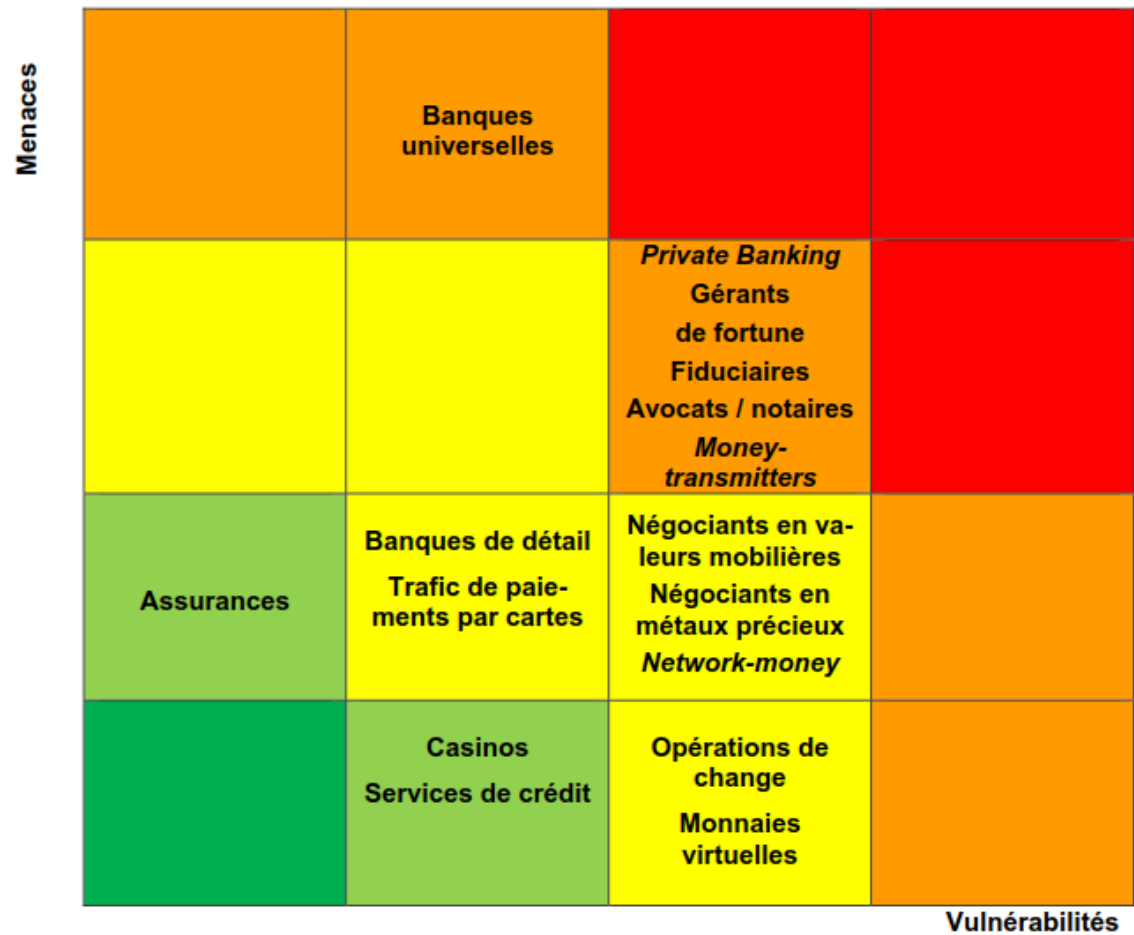 Menaces
Banques
universelles
Private Banking
Gérants
de fortune
Fiduciaires
Avocats / notaires
Money-
transmitters
Assurances
Banques de détail
Trafic de paie-
ments par cartes
Négociants en va-
leurs mobilières
Négociants en
métaux précieux
Network-money
Casinos
Services de crédit
Opérations de
change
Monnaies
virtuelles
Vulnérabilités